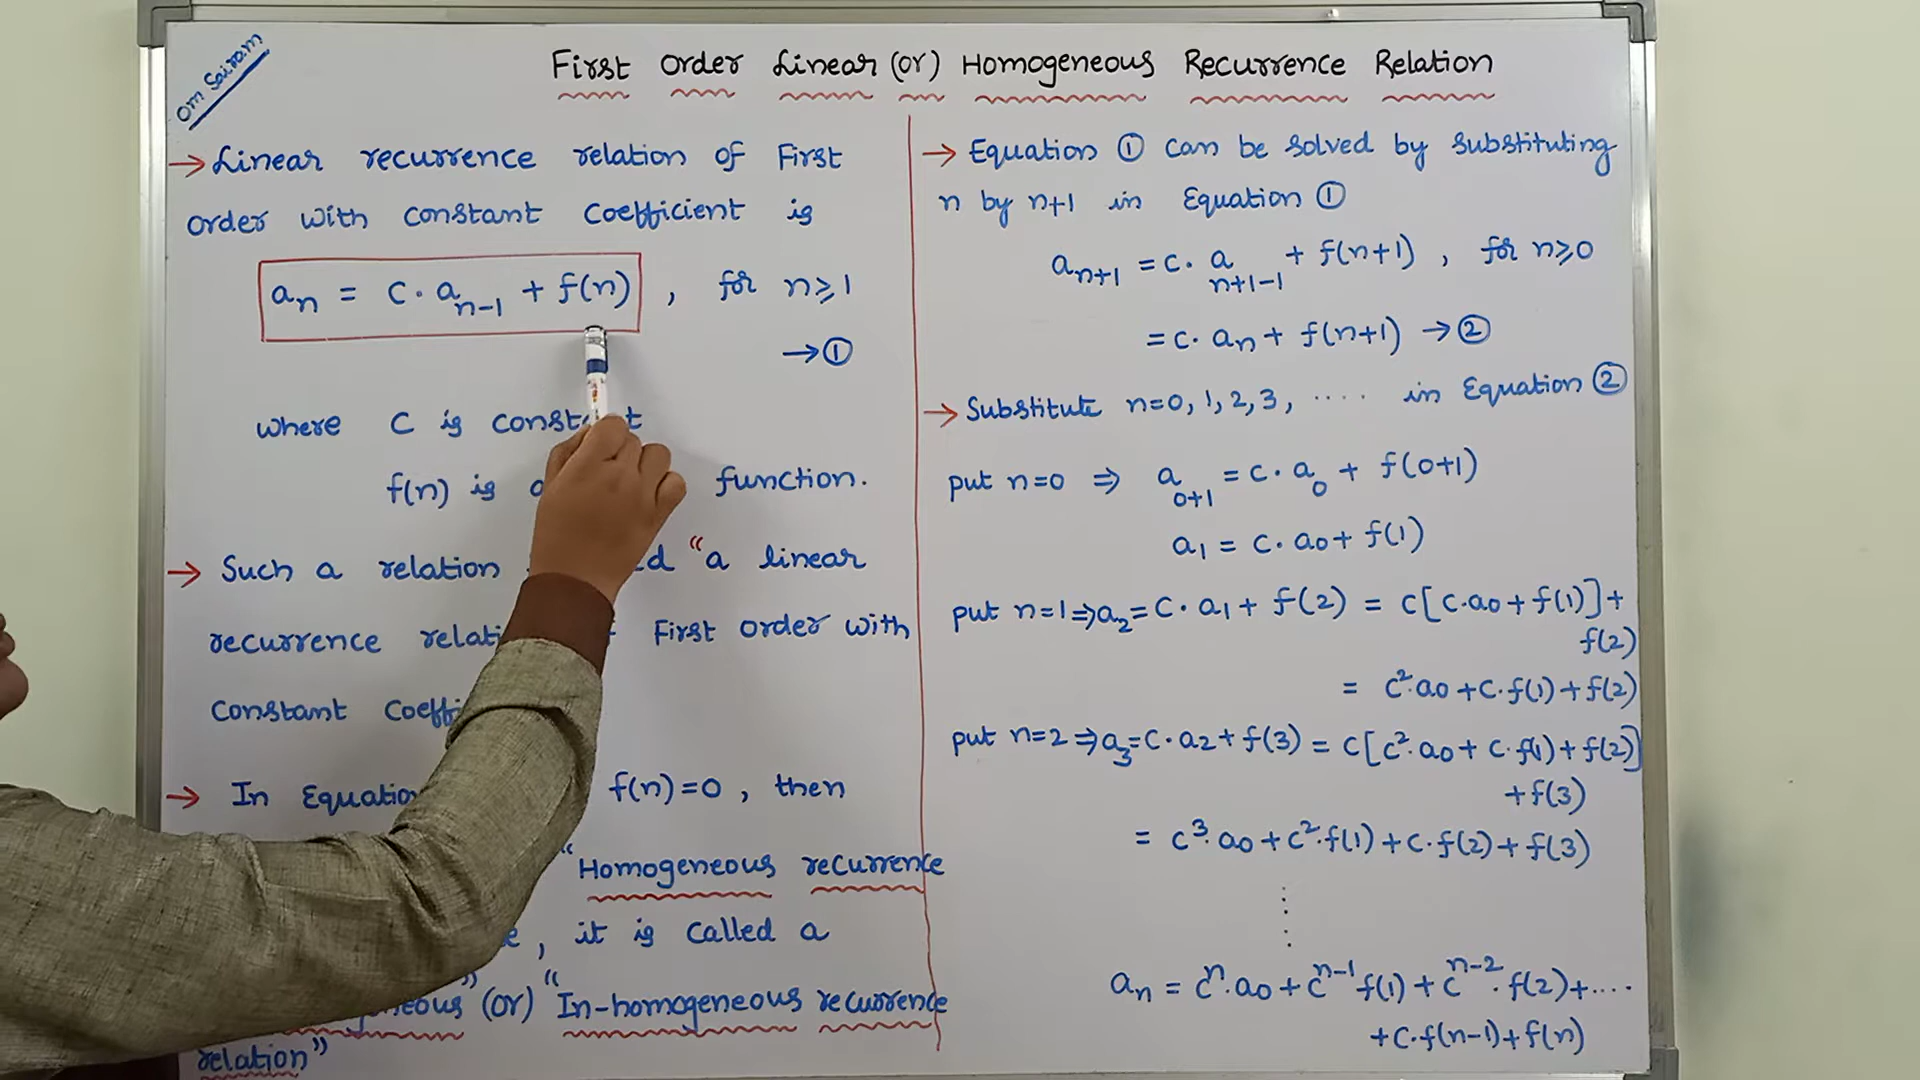 Om Sairam
First Order Linear (or) Homogeneous Recurrence Relation
→ Linear recurrence relation of First
order with constant coefficient is
aₙ = C·aₙ₋₁ + f(n) , for n≥1
→①
where C is
f(n) is function.
→ Such a relation "a linear
recurrence First order with
constant
→ In f(n)=0, then
"Homogeneous recurrence
, it is called a
" (or) "In-homogeneous recurrence
relation"
→ Equation ① can be solved by substituting
n by n+1 in Equation ①
aₙ₊₁ = C·aₙ₊₁₋₁ + f(n+1) , for n≥0
= C·aₙ + f(n+1) →②
→ Substitute n=0, 1, 2, 3, ····· in Equation ②
put n=0 ⇒ a₀₊₁ = C·a₀ + f(0+1)
a₁ = C·a₀ + f(1)
put n=1 ⇒ a₂ = C·a₁ + f(2) = C[C·a₀ + f(1)] +
f(2)
= C²·a₀ + C·f(1) + f(2)
put n=2 ⇒ a₃ = C·a₂ + f(3) = C[C²·a₀ + C·f(1) + f(2)]
+ f(3)
= C³·a₀ + C²·f(1) + C·f(2) + f(3)
aₙ = Cⁿ·a₀ + Cⁿ⁻¹f(1) + Cⁿ⁻²·f(2) + ····
+ C·f(n-1) + f(n)